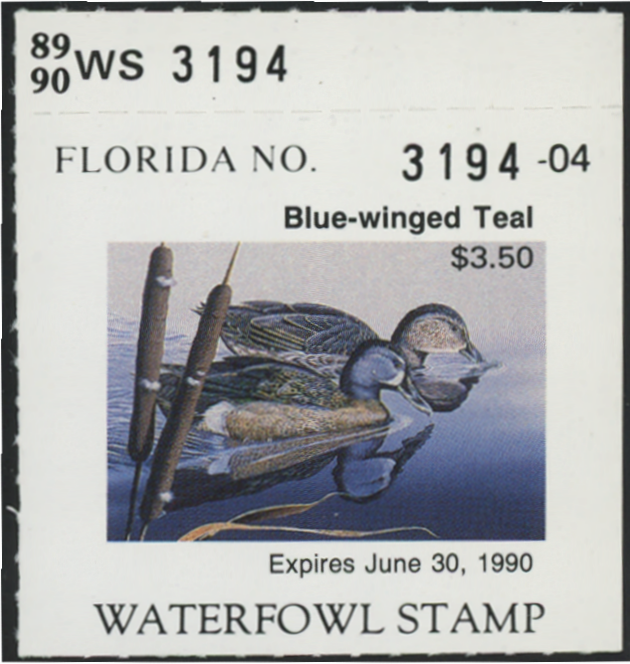 89
90 WS 3194
FLORIDA NO. 3194 -04
Blue-winged Teal
$3.50
Expires June 30, 1990
WATERFOWL STAMP